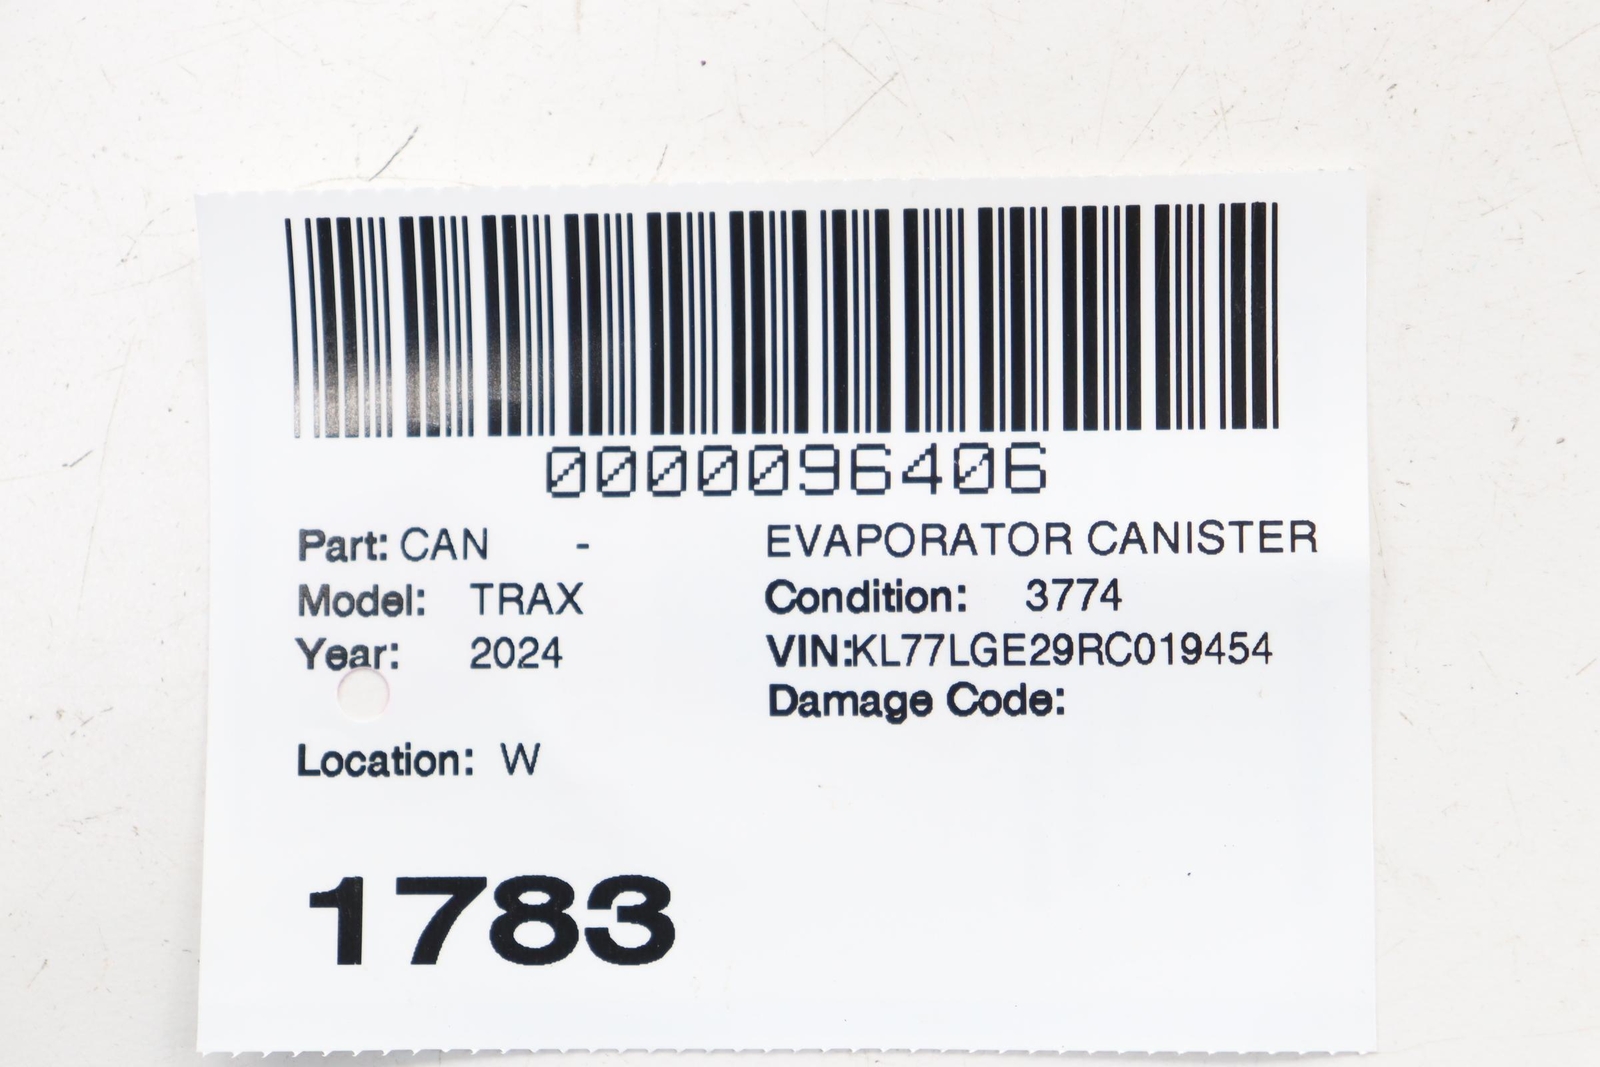 0000096406
Part: CAN - EVAPORATOR CANISTER
Model: TRAX Condition: 3774
Year: 2024 VIN:KL77LGE29RC019454
Damage Code:
Location: W
1783